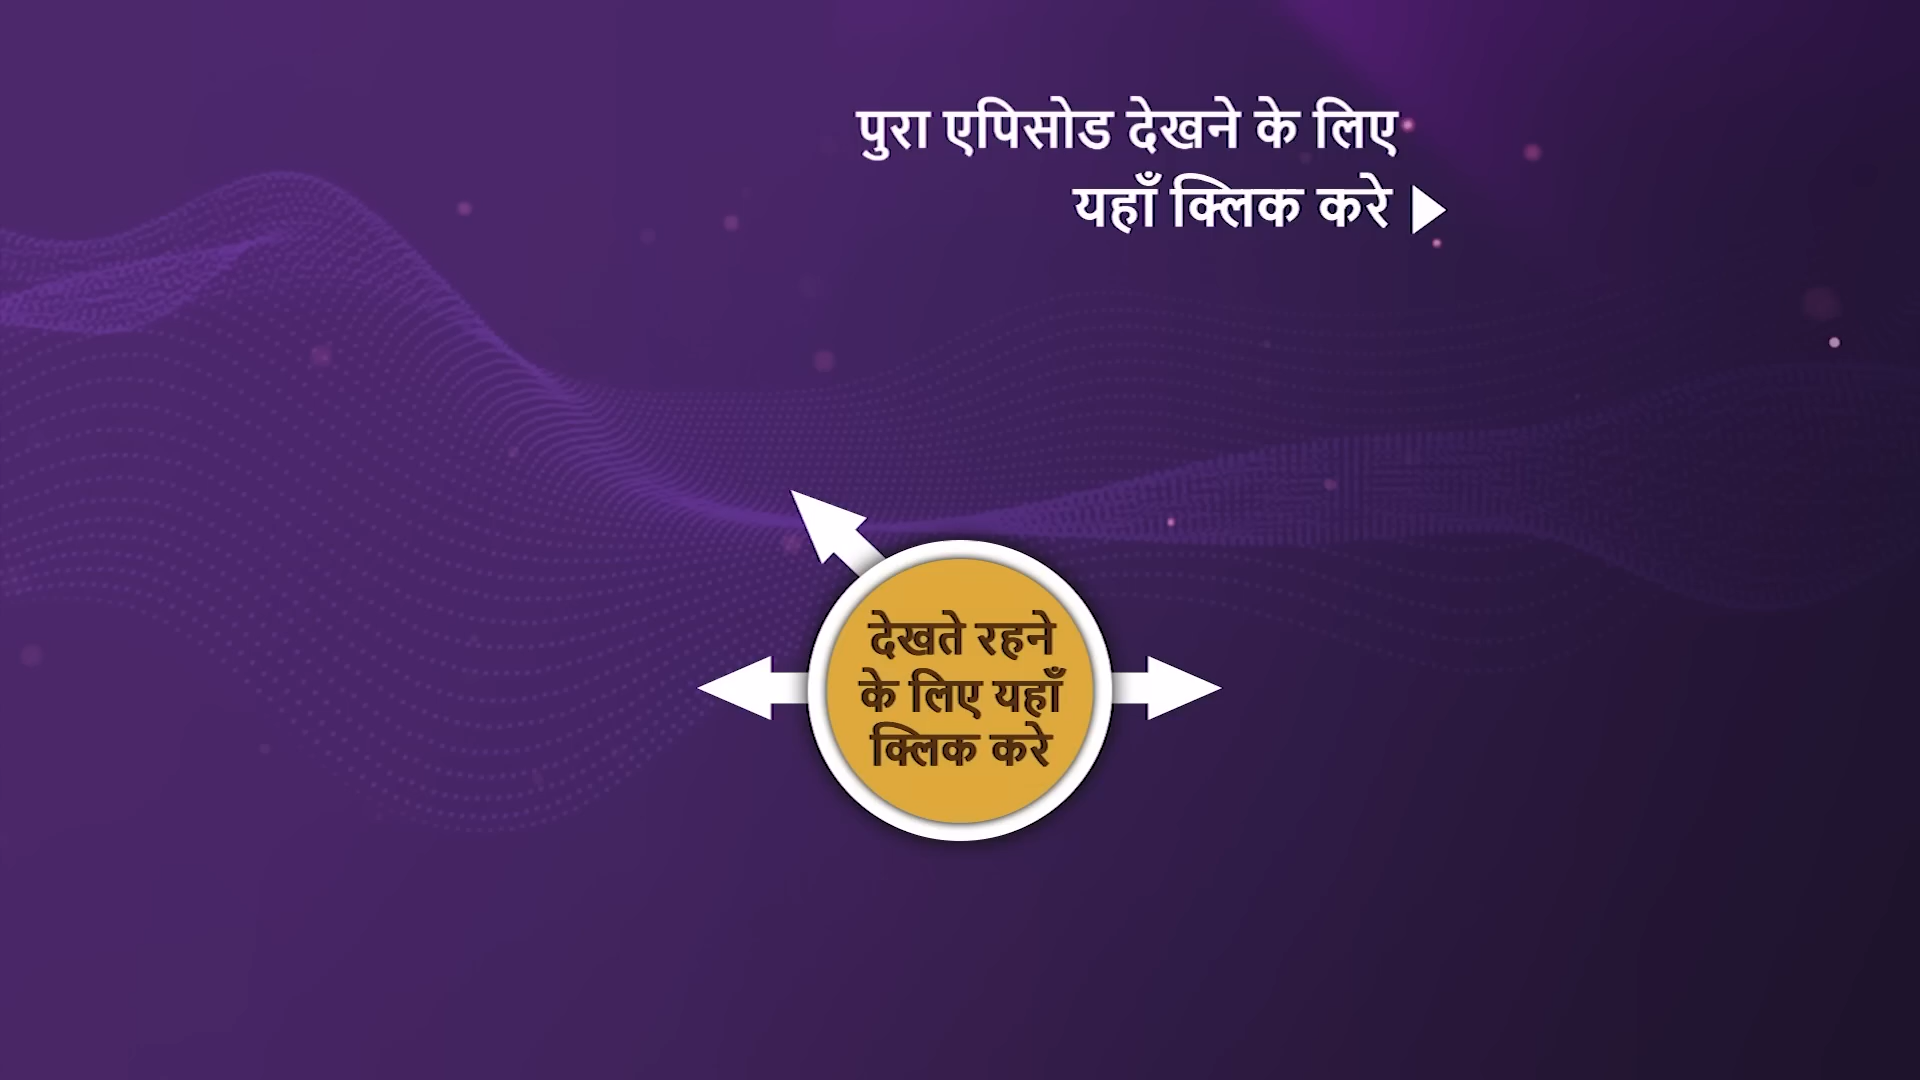 पुरा एपिसोड देखने के लिए
यहाँ क्लिक करे
देखते रहने
के लिए यहाँ
क्लिक करे